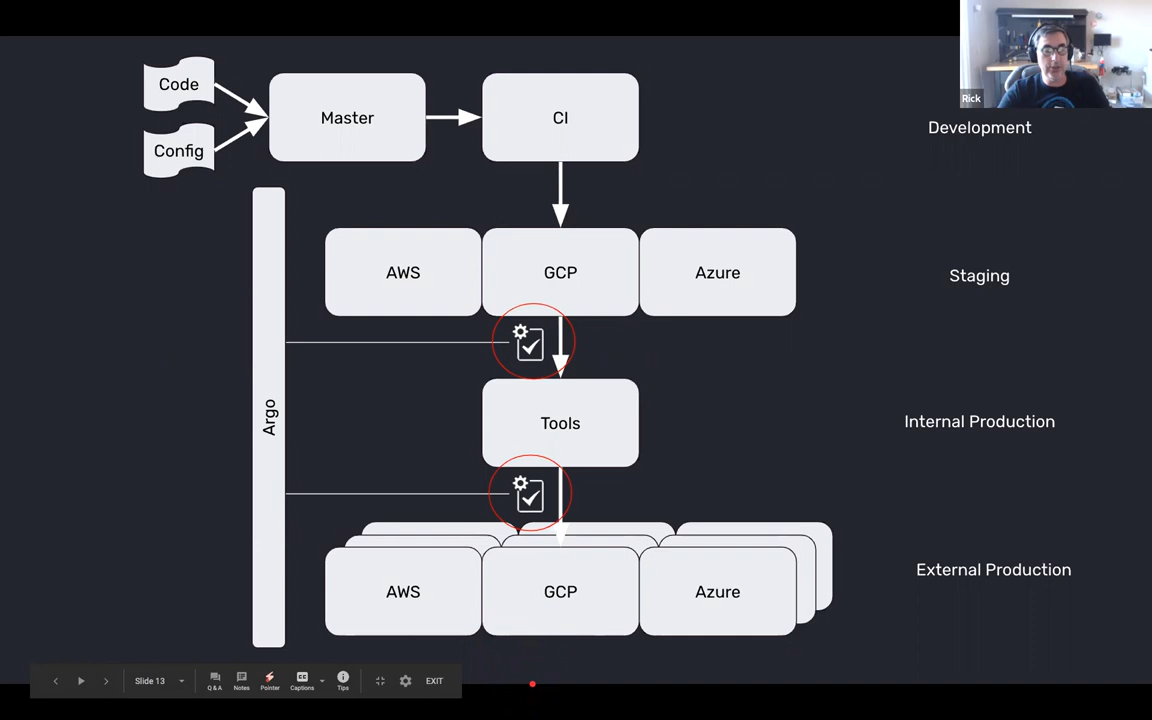 Rick
Code
Config
Master
CI
Development
AWS
GCP
Azure
Staging
Argo
Tools
Internal Production
AWS
GCP
Azure
External Production
Slide 13
Q & A
Notes
Pointer
Captions
Tips
EXIT